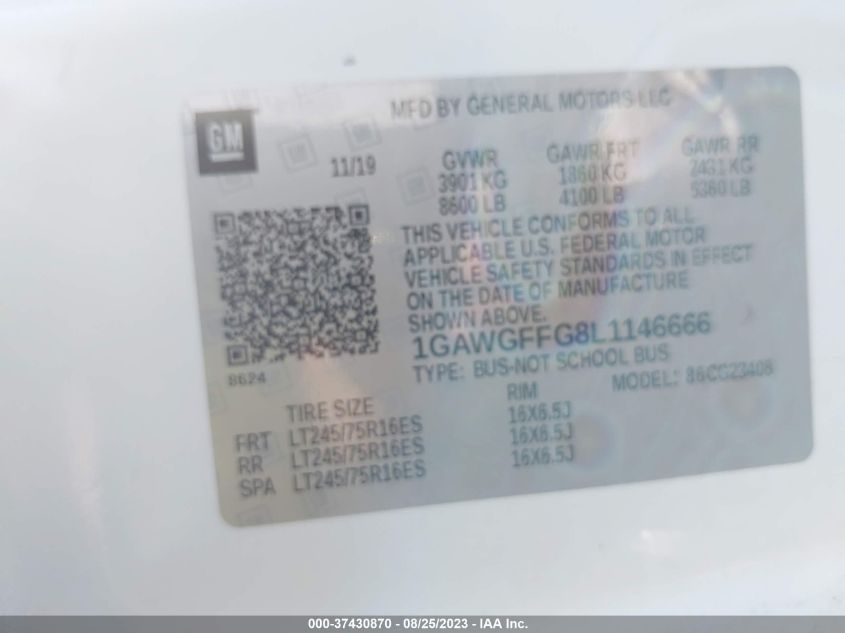 MFD BY GENERAL MOTORS LLC
GM
11/19
GVWR GAWR FRT GAWR RR
3901 KG 1860 KG 2431 KG
8600 LB 4100 LB 5360 LB
THIS VEHICLE CONFORMS TO ALL
APPLICABLE U.S. FEDERAL MOTOR
VEHICLE SAFETY STANDARDS IN EFFECT
ON THE DATE OF MANUFACTURE
SHOWN ABOVE.
1GAWGFFG8L1146666
8624
TYPE: BUS-NOT SCHOOL BUS
MODEL: 86CG23406
TIRE SIZE RIM
FRT LT245/75R16ES 16X6.5J
RR LT245/75R16ES 16X6.5J
SPA LT245/75R16ES 16X6.5J
000-37430870 - 08/25/2023 - IAA Inc.